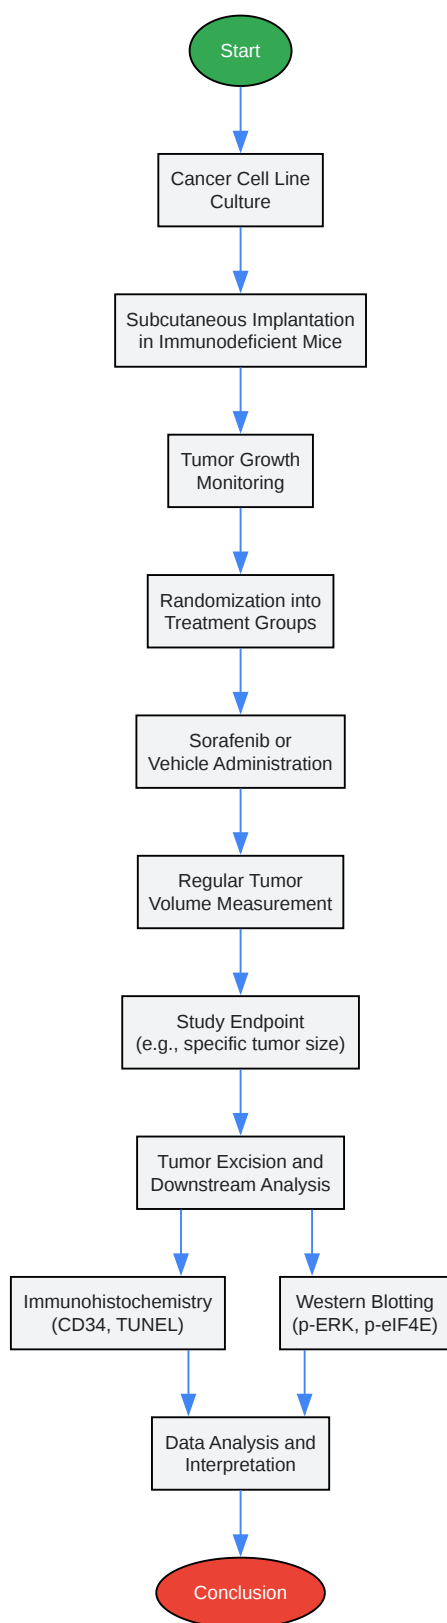 Start
Cancer Cell Line
Culture
Subcutaneous Implantation
in Immunodeficient Mice
Tumor Growth
Monitoring
Randomization into
Treatment Groups
Sorafenib or
Vehicle Administration
Regular Tumor
Volume Measurement
Study Endpoint
(e.g., specific tumor size)
Tumor Excision and
Downstream Analysis
Immunohistochemistry
(CD34, TUNEL)
Western Blotting
(p-ERK, p-eIF4E)
Data Analysis and
Interpretation
Conclusion